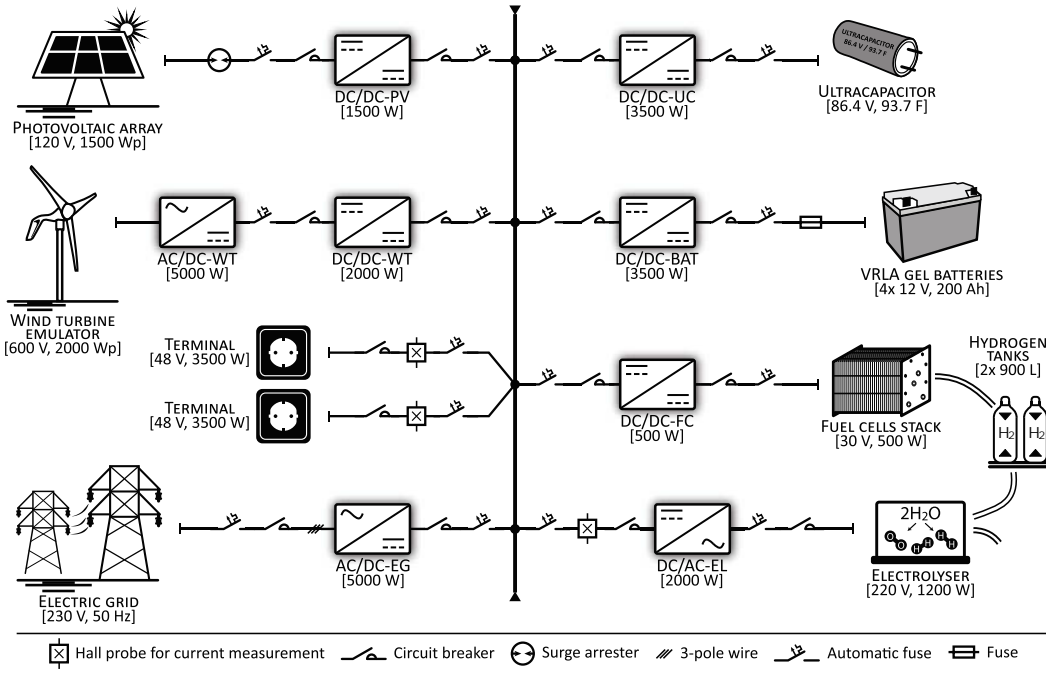 PHOTOVOLTAIC ARRAY
[120 V, 1500 Wp]
DC/DC-PV
[1500 W]
DC/DC-UC
[3500 W]
ULTRACAPACITOR
86.4 V / 93.7 F
ULTRACAPACITOR
[86.4 V, 93.7 F]
WIND TURBINE
EMULATOR
[600 V, 2000 Wp]
AC/DC-WT
[5000 W]
DC/DC-WT
[2000 W]
DC/DC-BAT
[3500 W]
VRLA GEL BATTERIES
[4x 12 V, 200 Ah]
TERMINAL
[48 V, 3500 W]
TERMINAL
[48 V, 3500 W]
DC/DC-FC
[500 W]
FUEL CELLS STACK
[30 V, 500 W]
HYDROGEN
TANKS
[2x 900 L]
H2
H2
ELECTRIC GRID
[230 V, 50 Hz]
AC/DC-EG
[5000 W]
DC/AC-EL
[2000 W]
2H2O
O O H H H H
ELECTROLYSER
[220 V, 1200 W]
Hall probe for current measurement
Circuit breaker
Surge arrester
3-pole wire
Automatic fuse
Fuse